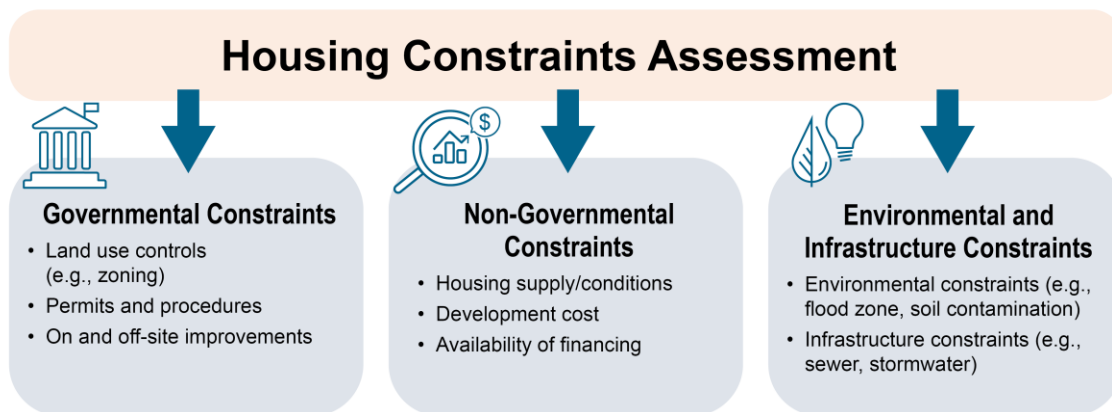 Housing Constraints Assessment
$
Governmental Constraints
• Land use controls
(e.g., zoning)
• Permits and procedures
• On and off-site improvements
Non-Governmental
Constraints
• Housing supply/conditions
• Development cost
• Availability of financing
Environmental and
Infrastructure Constraints
• Environmental constraints (e.g.,
flood zone, soil contamination)
• Infrastructure constraints (e.g.,
sewer, stormwater)